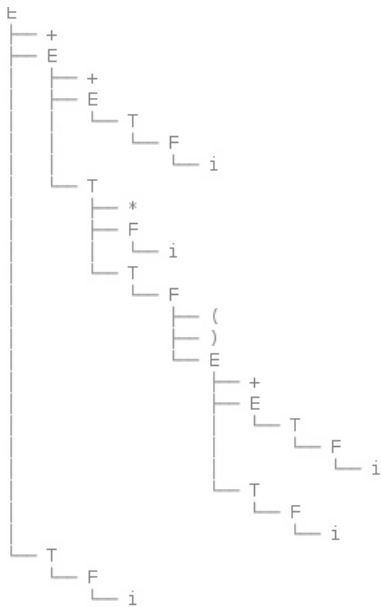 E
├── +
├── E
│   ├── +
│   ├── E
│   │   └── T
│   │       └── F
│   │           └── i
│   └── T
│       ├── *
│       ├── F
│       │   └── i
│       └── T
│           └── F
│               ├── (
│               ├── )
│               └── E
│                   ├── +
│                   ├── E
│                   │   └── T
│                   │       └── F
│                   │           └── i
│                   └── T
│                       └── F
│                           └── i
└── T
    └── F
        └── i